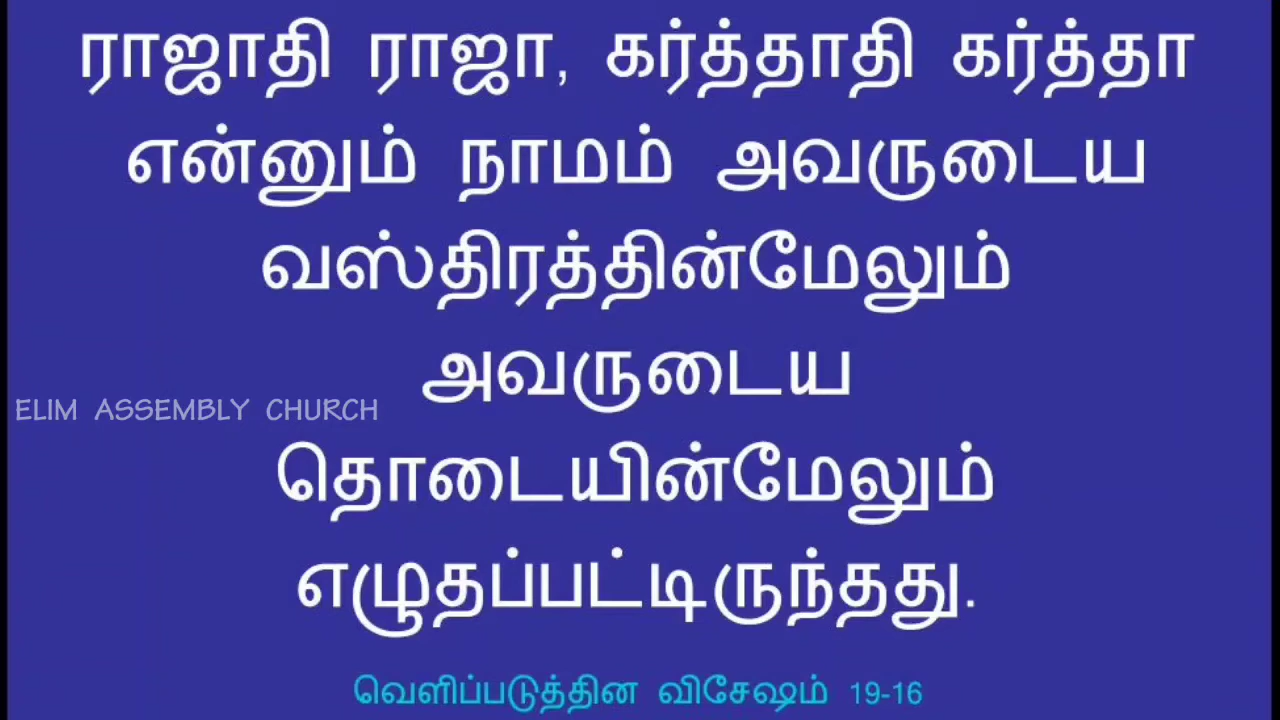 ராஜாதி ராஜா, கர்த்தாதி கர்த்தா
என்னும் நாமம் அவருடைய
வஸ்திரத்தின்மேலும்
அவருடைய
ELIM ASSEMBLY CHURCH
தொடையின்மேலும்
எழுதப்பட்டிருந்தது.
வெளிப்படுத்தின விசேஷம் 19-16